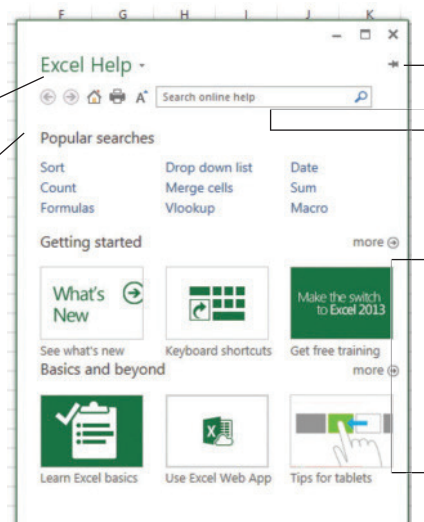 F G H I J K
Excel Help
A
Search online help
Popular searches
Sort Drop down list Date
Count Merge cells Sum
Formulas Vlookup Macro
Getting started more
What's New
Make the switch
to Excel 2013
See what's new Keyboard shortcuts Get free training
Basics and beyond more
X
Learn Excel basics Use Excel Web App Tips for tablets